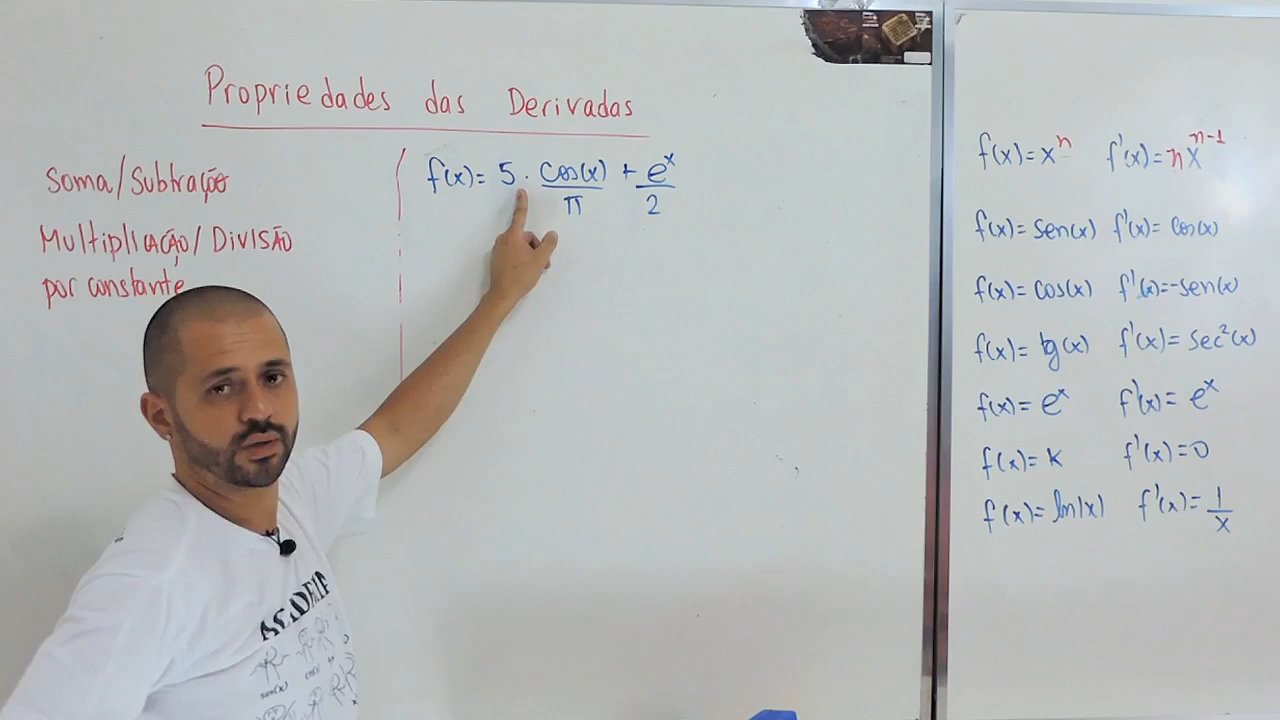 Propriedades das Derivadas
Soma/Subtração
Multiplicação/Divisão
por constante
f(x)= 5 · cos(x)/π + e^x/2
f(x)=x^n f'(x)=nx^(n-1)
f(x)=sen(x) f'(x)=cos(x)
f(x)=cos(x) f'(x)=-sen(x)
f(x)=tg(x) f'(x)=sec²(x)
f(x)=e^x f'(x)=e^x
f(x)=K f'(x)=0
f(x)=ln(x) f'(x)=1/x